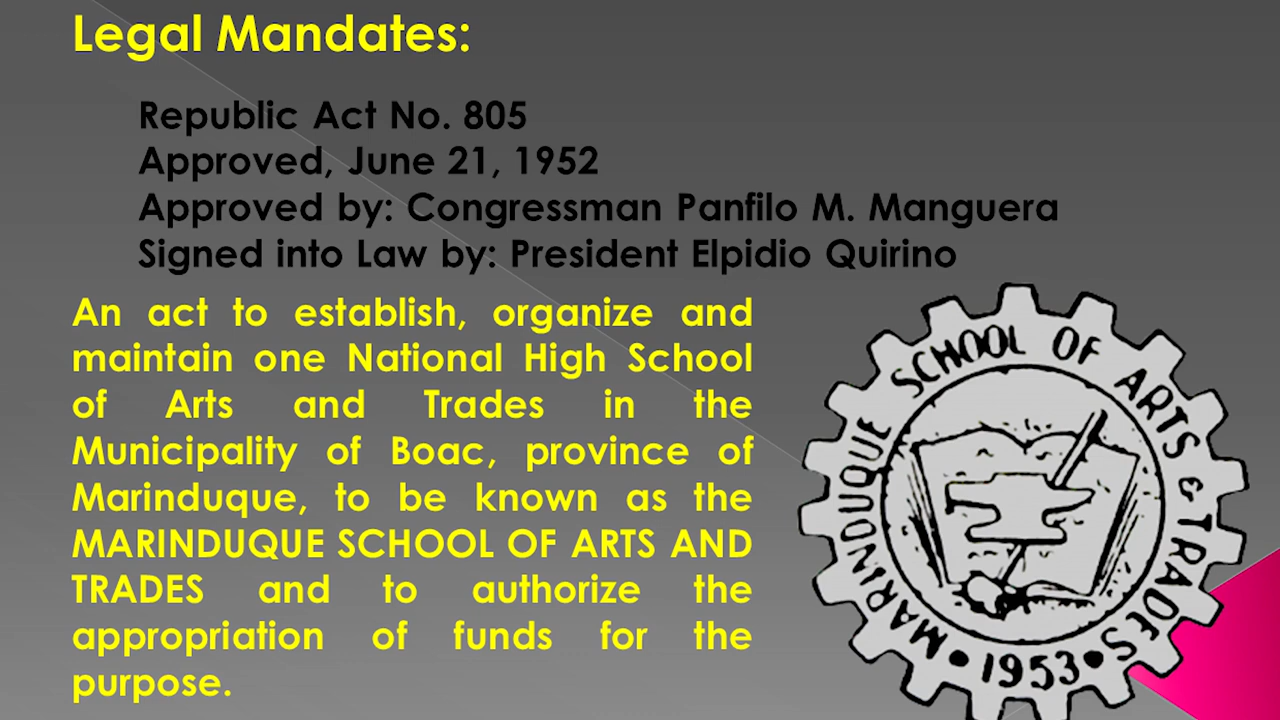 Legal Mandates:
Republic Act No. 805
Approved, June 21, 1952
Approved by: Congressman Panfilo M. Manguera
Signed into Law by: President Elpidio Quirino
An act to establish, organize and
maintain one National High School
of Arts and Trades in the
Municipality of Boac, province of
Marinduque, to be known as the
MARINDUQUE SCHOOL OF ARTS AND
TRADES and to authorize the
appropriation of funds for the
purpose.
MARINDUQUE SCHOOL OF ARTS & TRADES
• 1953 •